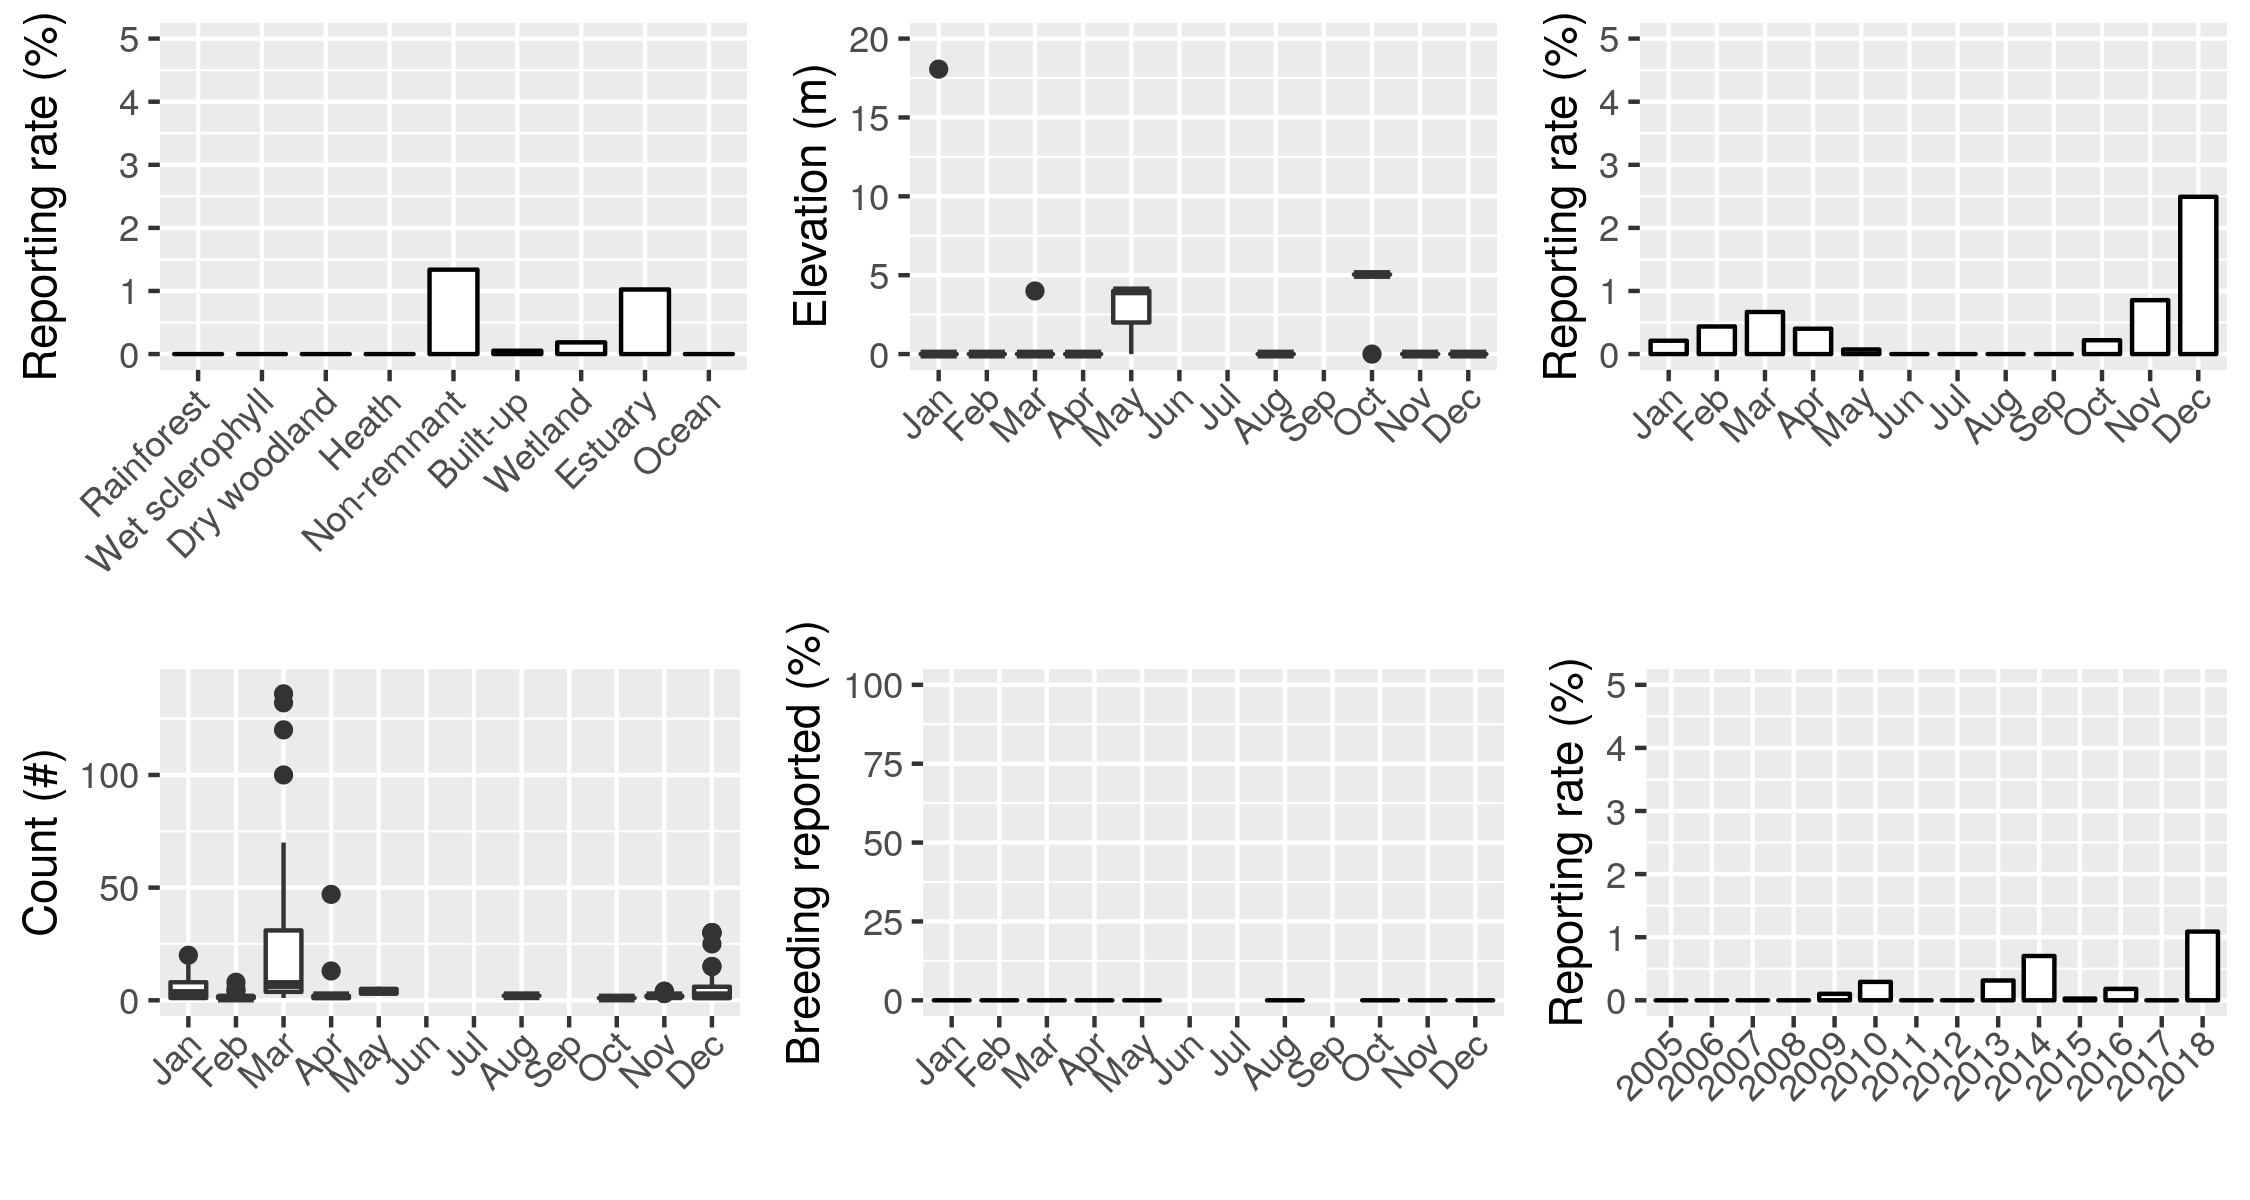 Reporting rate (%)
5
4
3
2
1
0
Rainforest
Wet sclerophyll
Dry woodland
Heath
Non-remnant
Built-up
Wetland
Estuary
Ocean
Elevation (m)
20
15
10
5
0
Jan
Feb
Mar
Apr
May
Jun
Jul
Aug
Sep
Oct
Nov
Dec
Reporting rate (%)
5
4
3
2
1
0
Jan
Feb
Mar
Apr
May
Jun
Jul
Aug
Sep
Oct
Nov
Dec
Count (#)
100
50
0
Jan
Feb
Mar
Apr
May
Jun
Jul
Aug
Sep
Oct
Nov
Dec
Breeding reported (%)
100
75
50
25
0
Jan
Feb
Mar
Apr
May
Jun
Jul
Aug
Sep
Oct
Nov
Dec
Reporting rate (%)
5
4
3
2
1
0
2005
2006
2007
2008
2009
2010
2011
2012
2013
2014
2015
2016
2017
2018